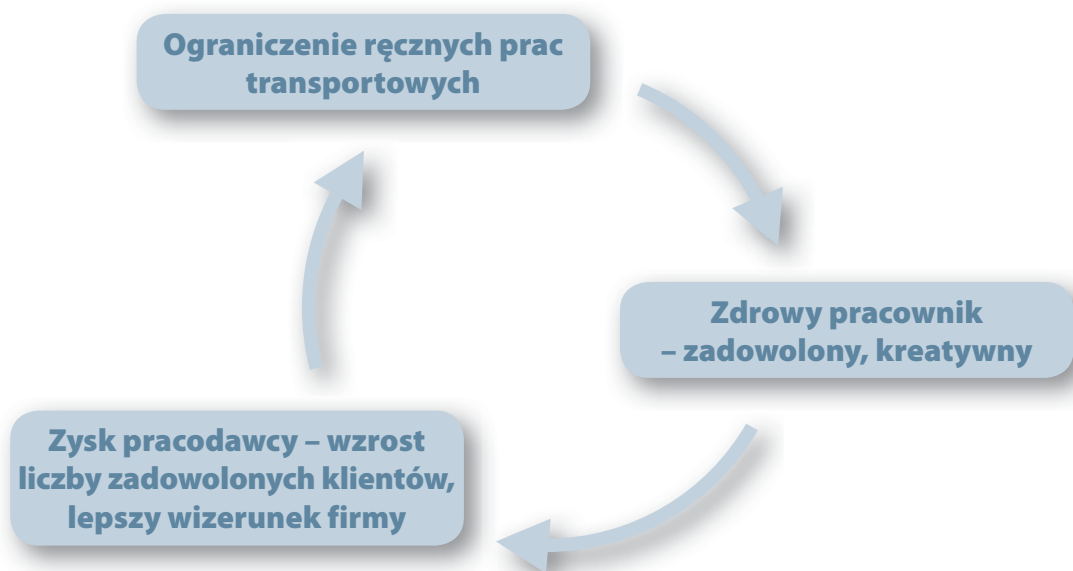 Ograniczenie ręcznych prac
transportowych
Zdrowy pracownik
– zadowolony, kreatywny
Zysk pracodawcy – wzrost
liczby zadowolonych klientów,
lepszy wizerunek firmy